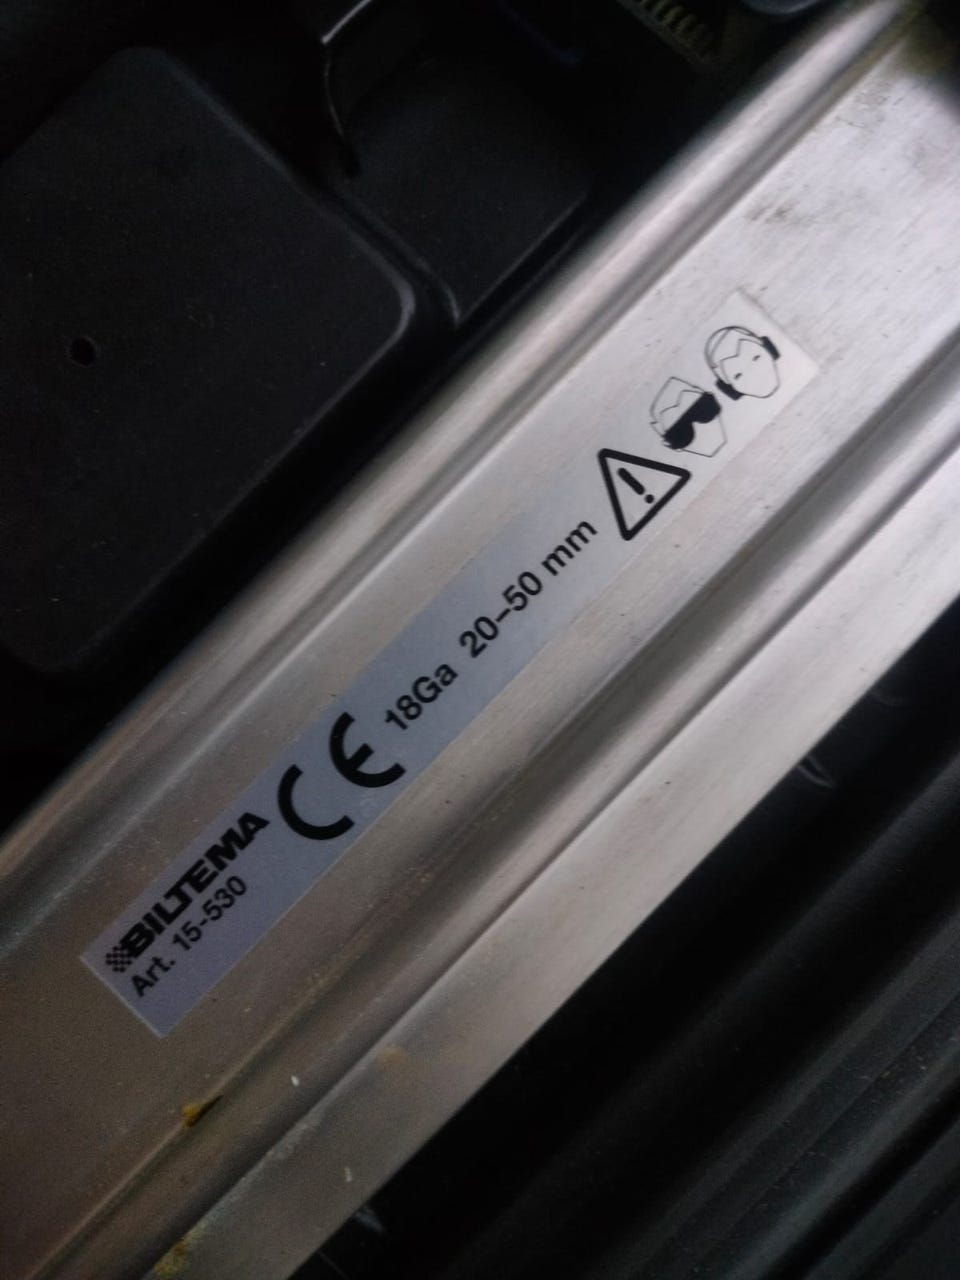 BILTEMA
Art. 15-530
CE
18Ga 20–50 mm